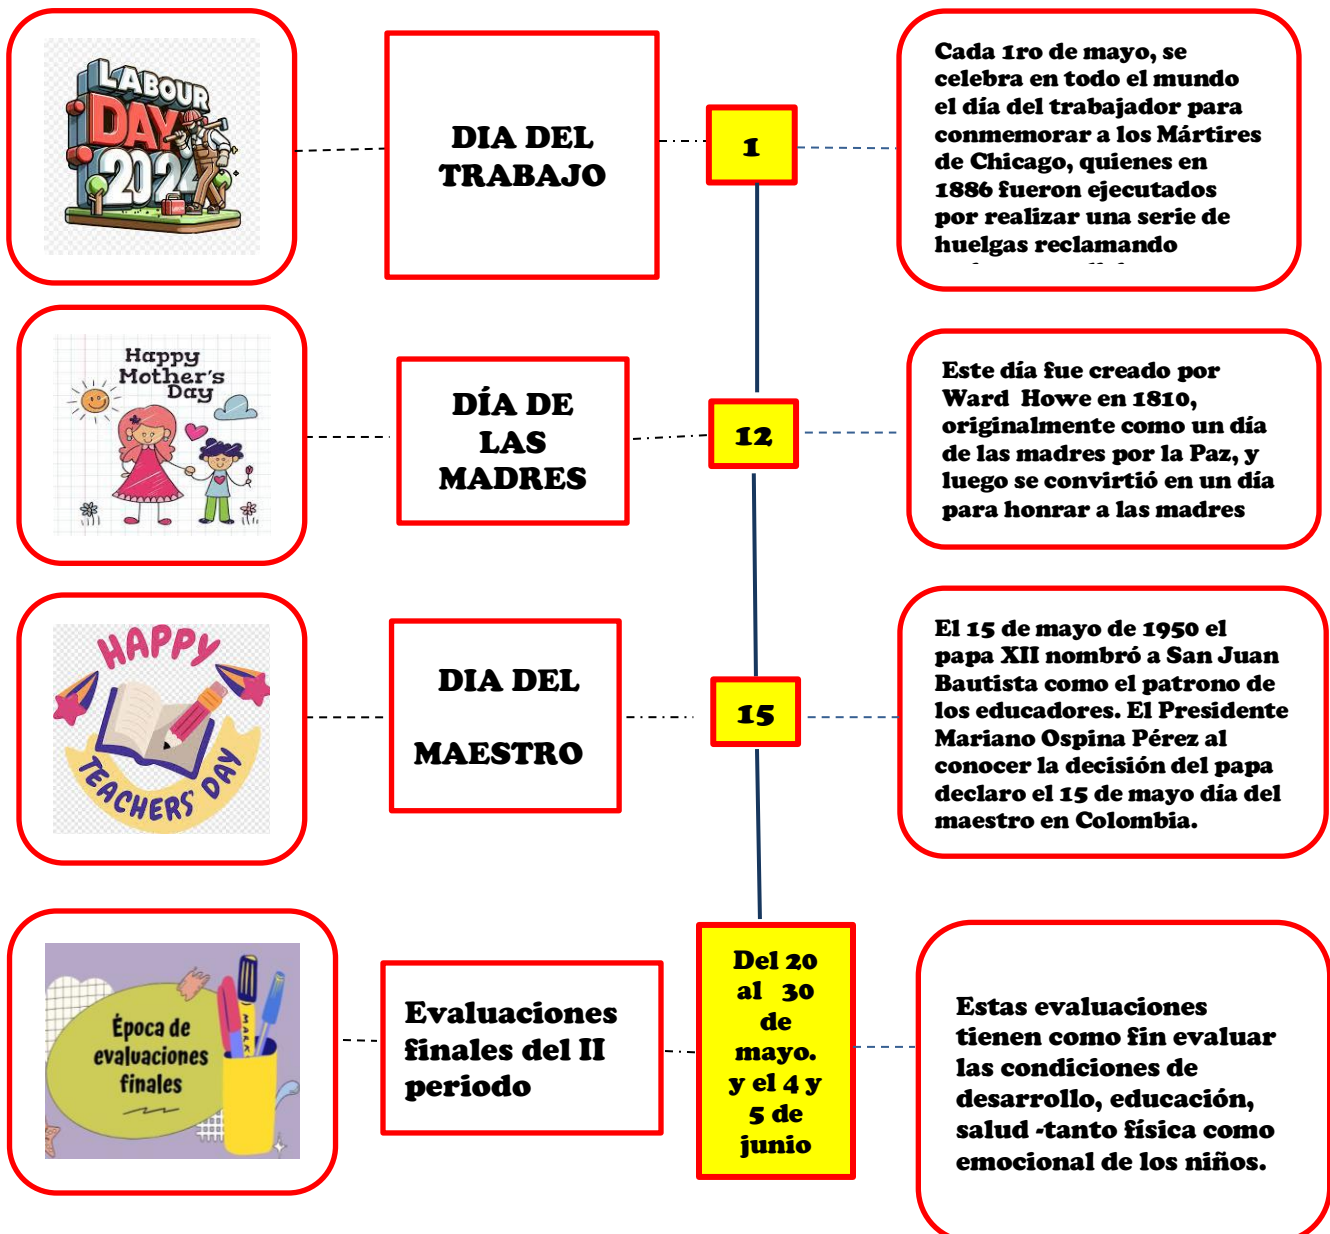 LABOUR
DAY
2024
DIA DEL
TRABAJO
1
Cada 1ro de mayo, se
celebra en todo el mundo
el día del trabajador para
conmemorar a los Mártires
de Chicago, quienes en
1886 fueron ejecutados
por realizar una serie de
huelgas reclamando
Happy
Mother's
Day
DÍA DE
LAS
MADRES
12
Este día fue creado por
Ward Howe en 1810,
originalmente como un día
de las madres por la Paz, y
luego se convirtió en un día
para honrar a las madres
HAPPY
TEACHERS' DAY
DIA DEL
MAESTRO
15
El 15 de mayo de 1950 el
papa XII nombró a San Juan
Bautista como el patrono de
los educadores. El Presidente
Mariano Ospina Pérez al
conocer la decisión del papa
declaro el 15 de mayo día del
maestro en Colombia.
Época de
evaluaciones
finales
Evaluaciones
finales del II
periodo
Del 20
al 30
de
mayo.
y el 4 y
5 de
junio
Estas evaluaciones
tienen como fin evaluar
las condiciones de
desarrollo, educación,
salud -tanto física como
emocional de los niños.